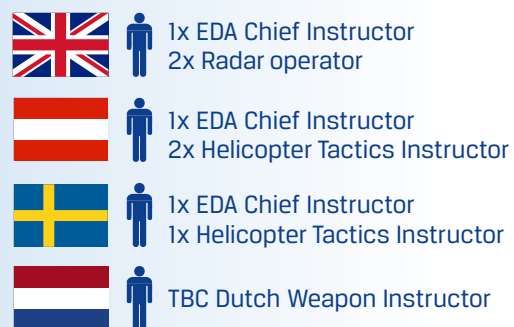 1x EDA Chief Instructor
2x Radar operator
1x EDA Chief Instructor
2x Helicopter Tactics Instructor
1x EDA Chief Instructor
1x Helicopter Tactics Instructor
TBC Dutch Weapon Instructor